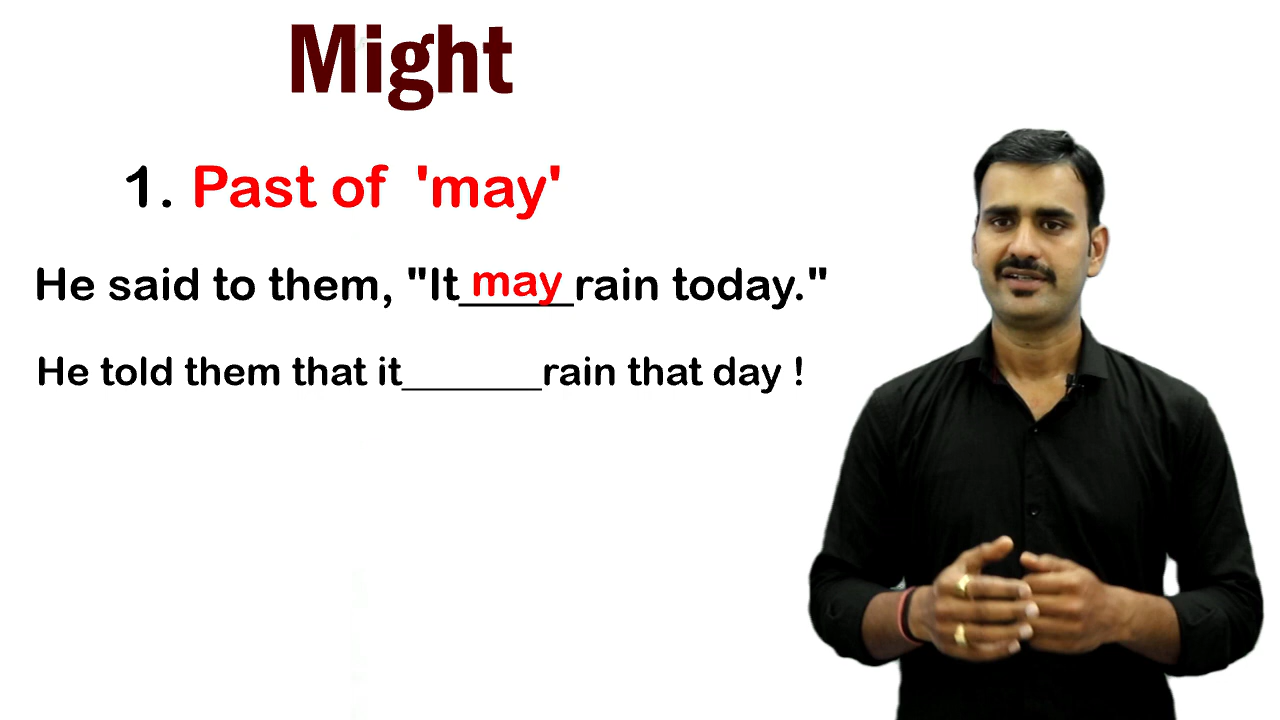 Might
1. Past of 'may'
He said to them, "It may rain today."
He told them that it_______rain that day !